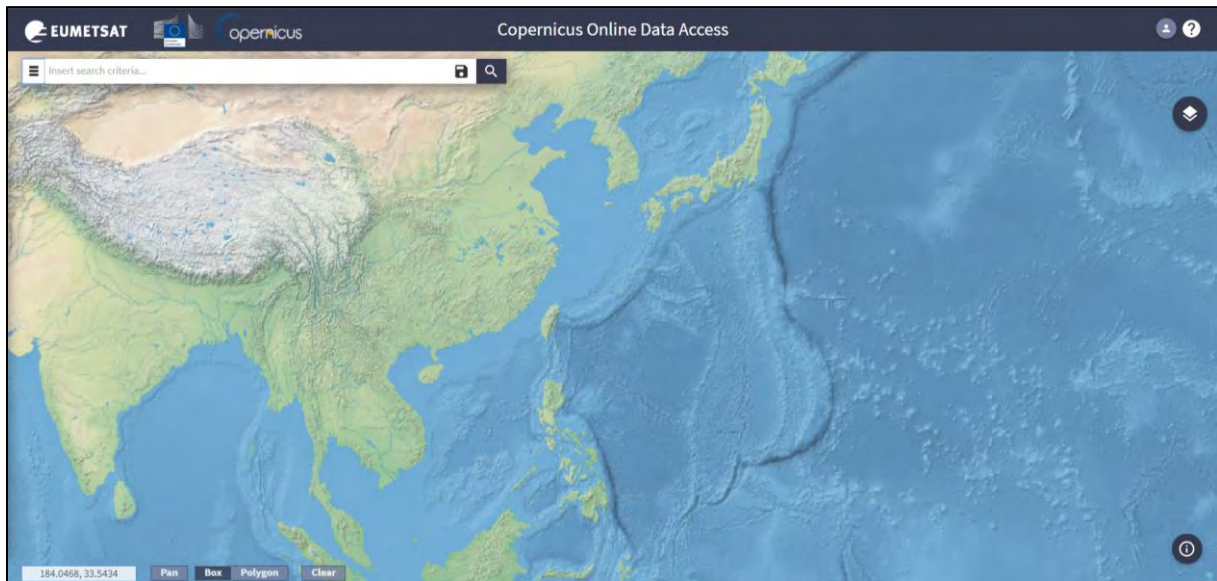 EUMETSAT opernicus Copernicus Online Data Access ?
Insert search criteria...
184.0468, 33.5434 Pan Box Polygon Clear